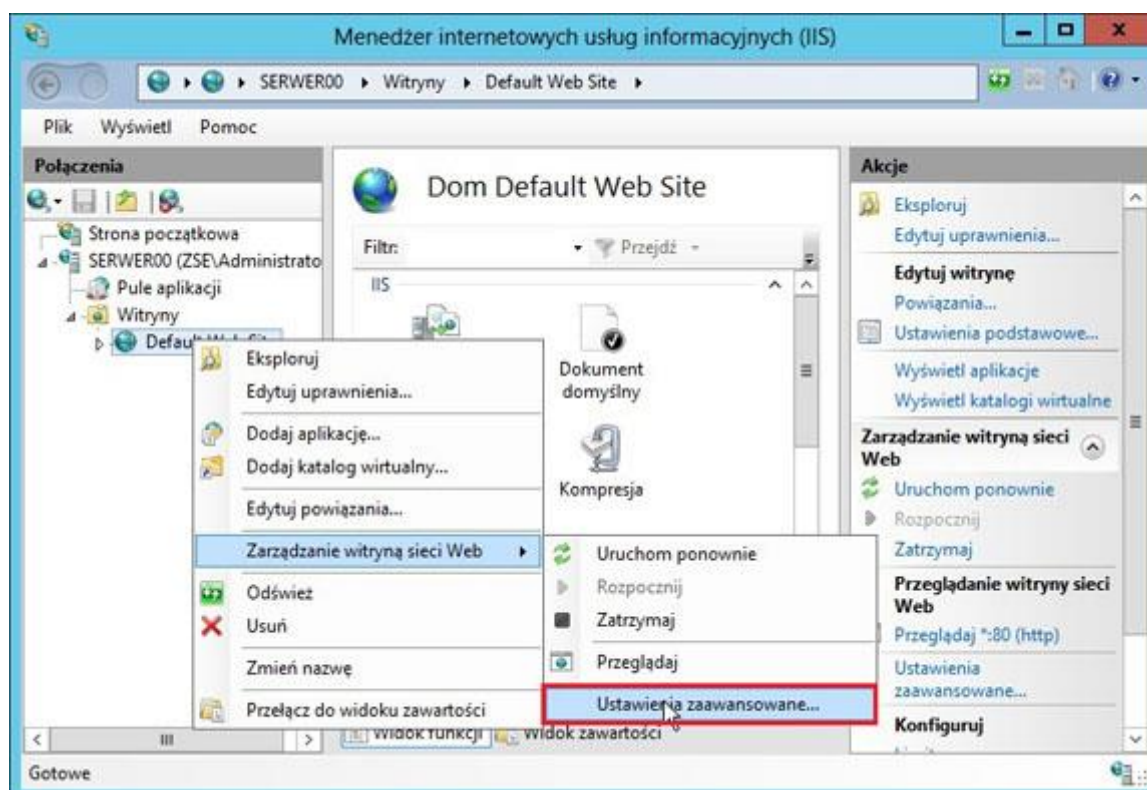 Menedżer internetowych usług informacyjnych (IIS)
SERWER00 Witryny Default Web Site
Plik Wyświetl Pomoc
Połączenia
Strona początkowa
SERWER00 (ZSE\Administrato
Pule aplikacji
Witryny
Eksploruj
Edytuj uprawnienia...
Dodaj aplikację...
Dodaj katalog wirtualny...
Edytuj powiązania...
Zarządzanie witryną sieci Web
Odśwież
Usuń
Zmień nazwę
Przełącz do widoku zawartości
Dom Default Web Site
Filtr: Przejdź
IIS
Dokument
domyślny
Kompresja
Uruchom ponownie
Rozpocznij
Zatrzymaj
Przeglądaj
Ustawienia zaawansowane...
Widok funkcji Widok zawartości
Akcje
Eksploruj
Edytuj uprawnienia...
Edytuj witrynę
Powiązania...
Ustawienia podstawowe...
Wyświetl aplikacje
Wyświetl katalogi wirtualne
Zarządzanie witryną sieci
Web
Uruchom ponownie
Rozpocznij
Zatrzymaj
Przeglądanie witryny sieci
Web
Przeglądaj *:80 (http)
Ustawienia
zaawansowane...
Konfiguruj
Gotowe